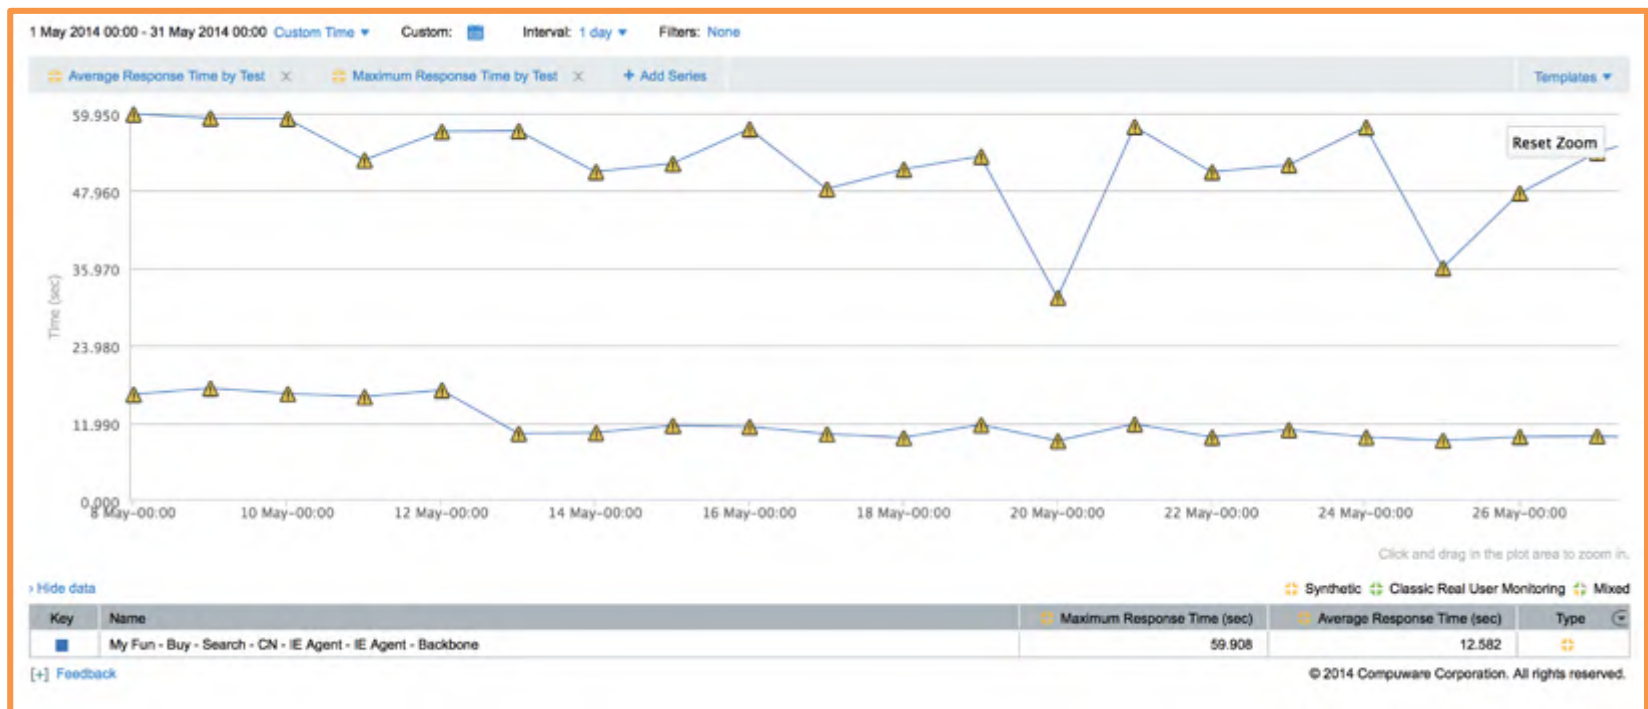 1 May 2014 00:00 - 31 May 2014 00:00 Custom Time Custom: Interval: 1 day Filters: None
Average Response Time by Test X Maximum Response Time by Test X + Add Series Templates
59.950
Reset Zoom
47.960
35.970
Time (sec)
23.980
11.990
0.000
8 May-00:00 10 May-00:00 12 May-00:00 14 May-00:00 16 May-00:00 18 May-00:00 20 May-00:00 22 May-00:00 24 May-00:00 26 May-00:00
Click and drag in the plot area to zoom in.
› Hide data Synthetic Classic Real User Monitoring Mixed
Key Name Maximum Response Time (sec) Average Response Time (sec) Type
My Fun - Buy - Search - CN - IE Agent - IE Agent - Backbone 59.908 12.582
[+] Feedback © 2014 Compuware Corporation. All rights reserved.